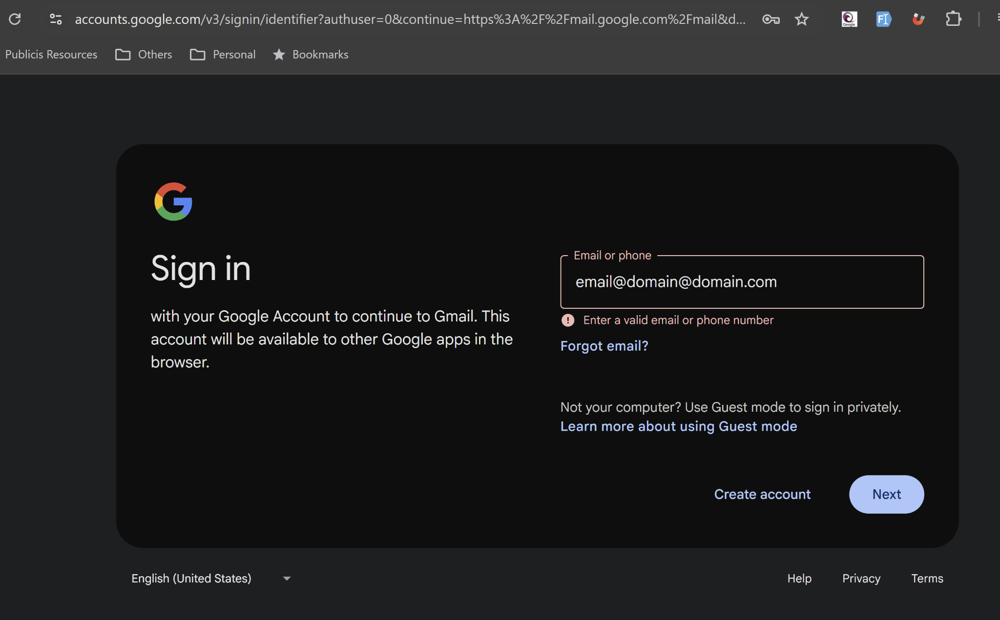 accounts.google.com/v3/signin/identifier?authuser=0&continue=https%3A%2F%2Fmail.google.com%2Fmail&d...
Qeagle
Publicis Resources
Others
Personal
Bookmarks
Sign in
with your Google Account to continue to Gmail. This
account will be available to other Google apps in the
browser.
Email or phone
email@domain@domain.com
Enter a valid email or phone number
Forgot email?
Not your computer? Use Guest mode to sign in privately.
Learn more about using Guest mode
Create account
Next
English (United States)
Help
Privacy
Terms